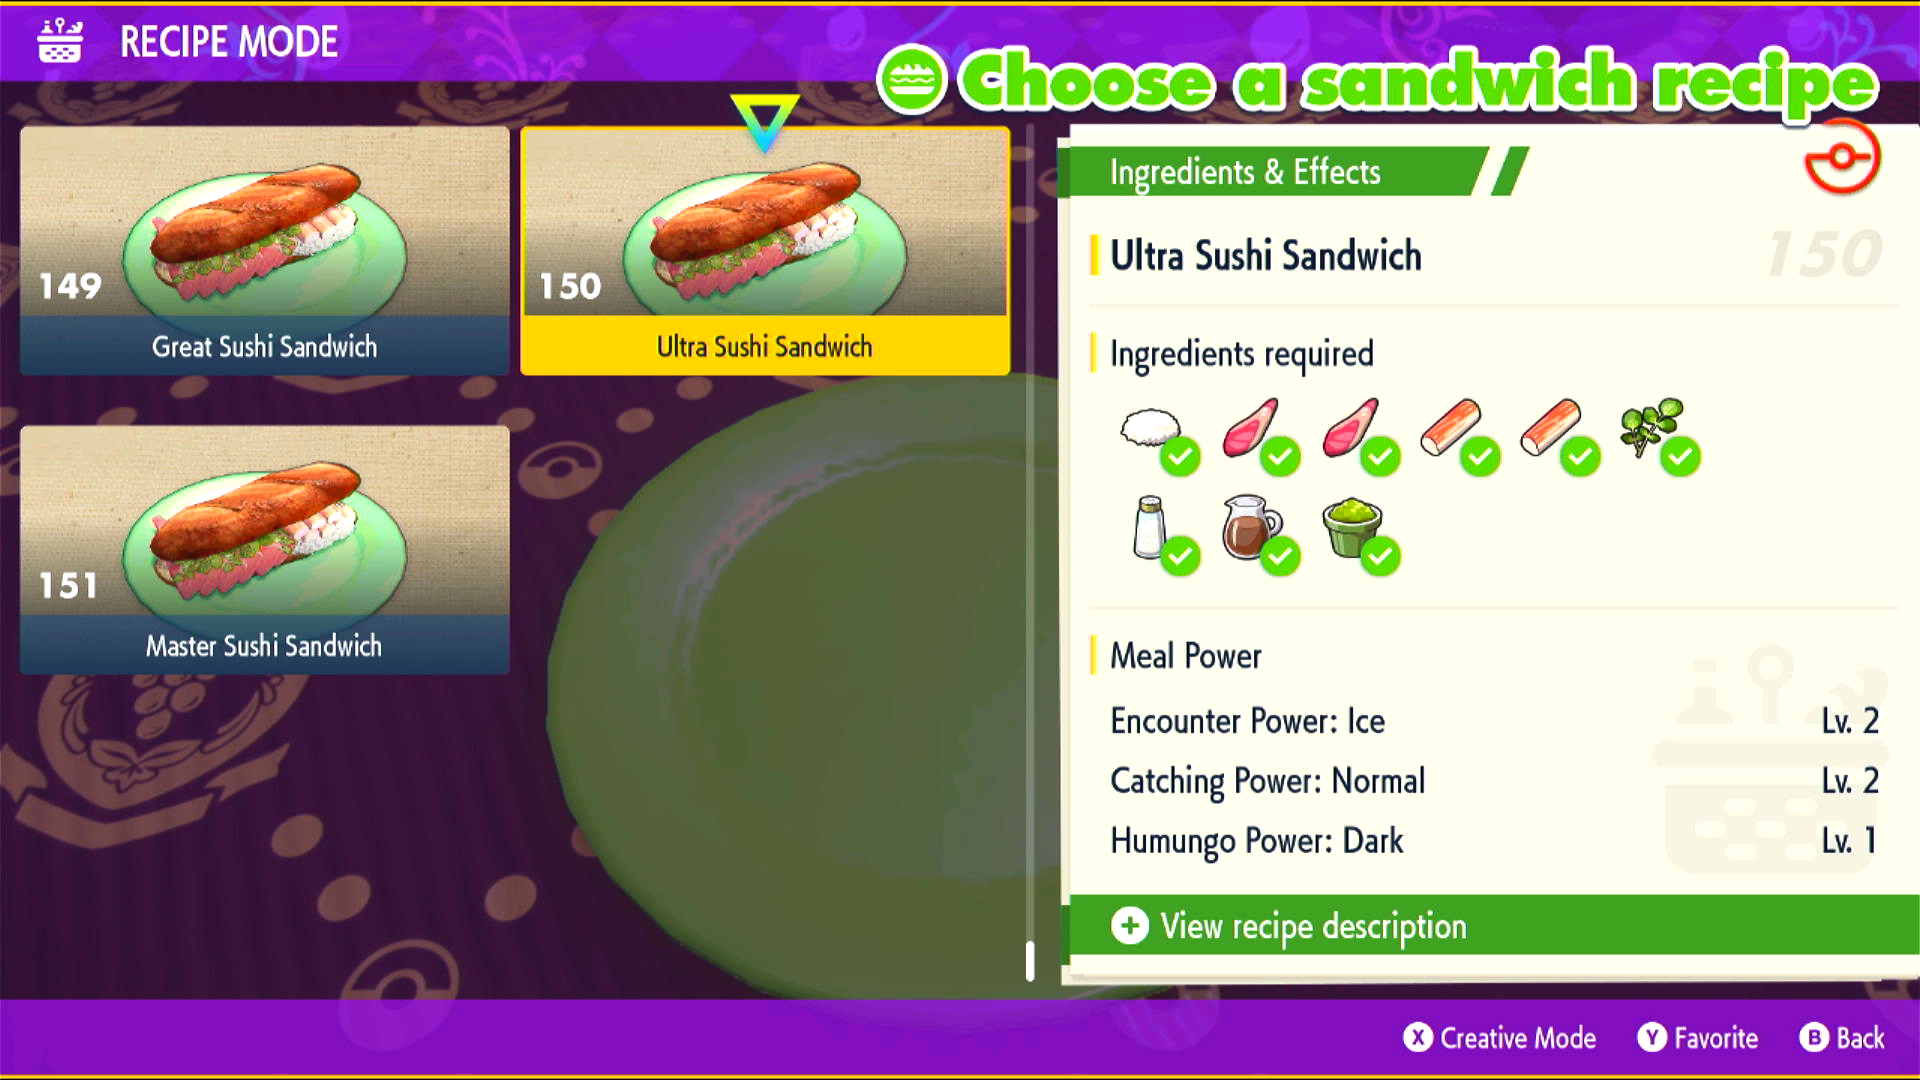 RECIPE MODE
Choose a sandwich recipe
149
Great Sushi Sandwich
150
Ultra Sushi Sandwich
151
Master Sushi Sandwich
Ingredients & Effects
Ultra Sushi Sandwich
150
Ingredients required
Meal Power
Encounter Power: Ice Lv. 2
Catching Power: Normal Lv. 2
Humungo Power: Dark Lv. 1
+ View recipe description
X Creative Mode Y Favorite B Back